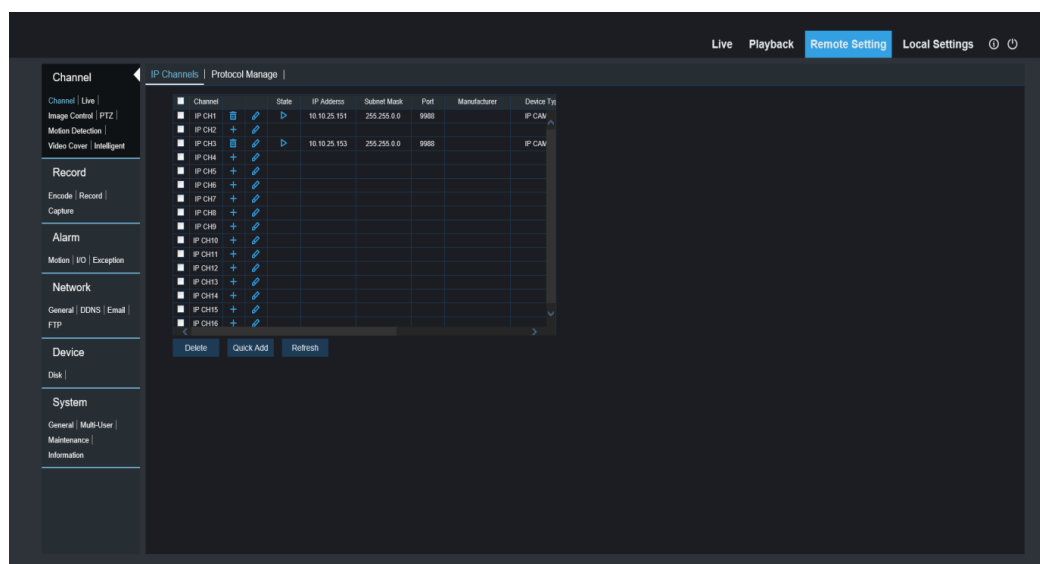 Live Playback Remote Setting Local Settings
Channel
Channel | Live |
Image Control | PTZ |
Motion Detection |
Video Cover | Intelligent
Record
Encode | Record |
Capture
Alarm
Motion | I/O | Exception
Network
General | DDNS | Email |
FTP
Device
Disk |
System
General | Multi-User |
Maintenance |
Information
IP Channels | Protocol Manage |
Channel State IP Adderss Subnet Mask Port Manufacturer Device Typ
IP CH1 10.10.25.151 255.255.0.0 9988 IP CAM
IP CH2
IP CH3 10.10.25.153 255.255.0.0 9988 IP CAM
IP CH4
IP CH5
IP CH6
IP CH7
IP CH8
IP CH9
IP CH10
IP CH11
IP CH12
IP CH13
IP CH14
IP CH15
IP CH16
Delete Quick Add Refresh